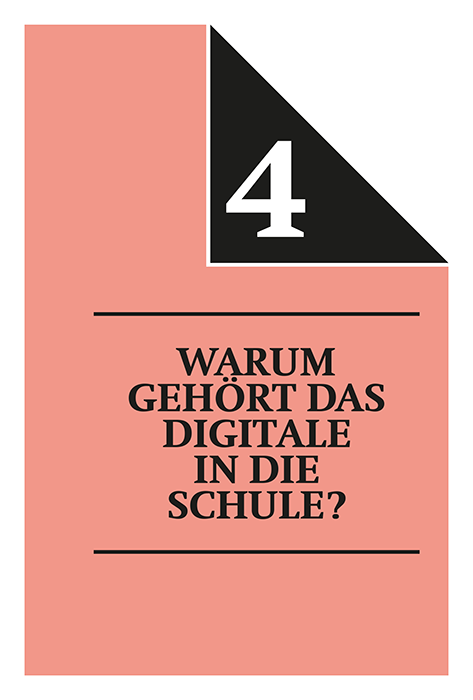 4
WARUM
GEHÖRT DAS
DIGITALE
IN DIE
SCHULE?